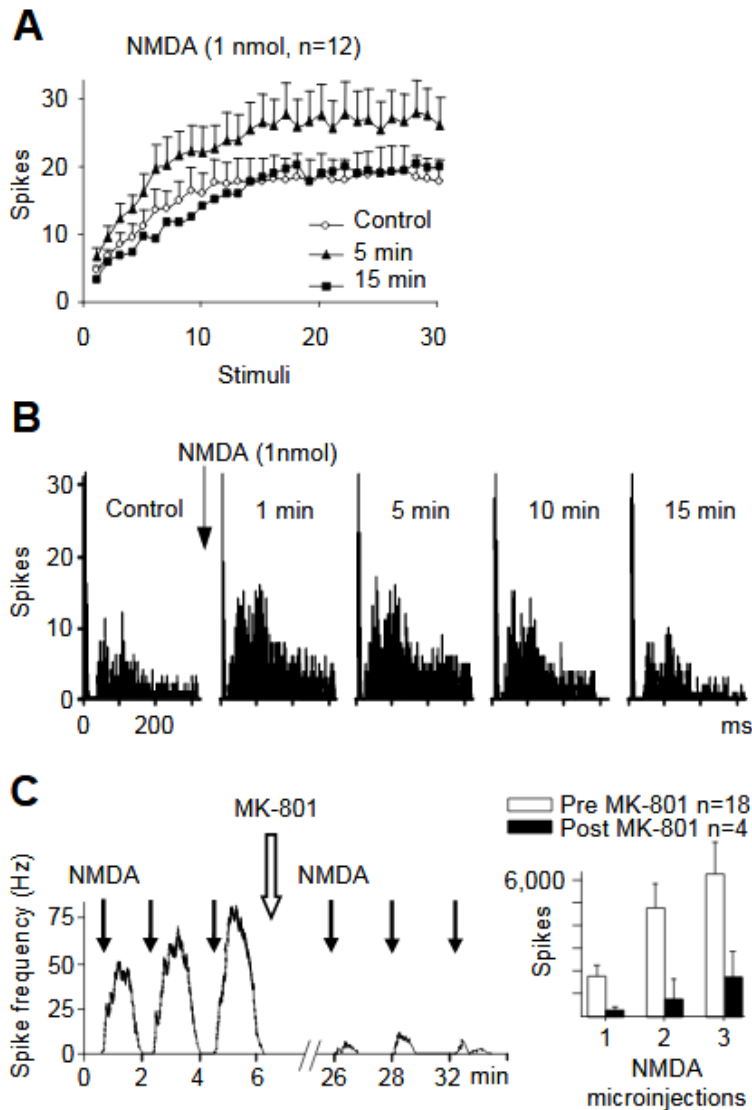 A
NMDA (1 nmol, n=12)
30
20
10
0
Spikes
Control
5 min
15 min
0 10 20 30
Stimuli
B
NMDA (1nmol)
30
20
10
0
Spikes
Control
1 min
5 min
10 min
15 min
0 200
ms
C
MK-801
NMDA
NMDA
75
50
25
0
Spike frequency (Hz)
0 2 4 6 26 28 32 min
Pre MK-801 n=18
Post MK-801 n=4
6,000
Spikes
1 2 3
NMDA
microinjections